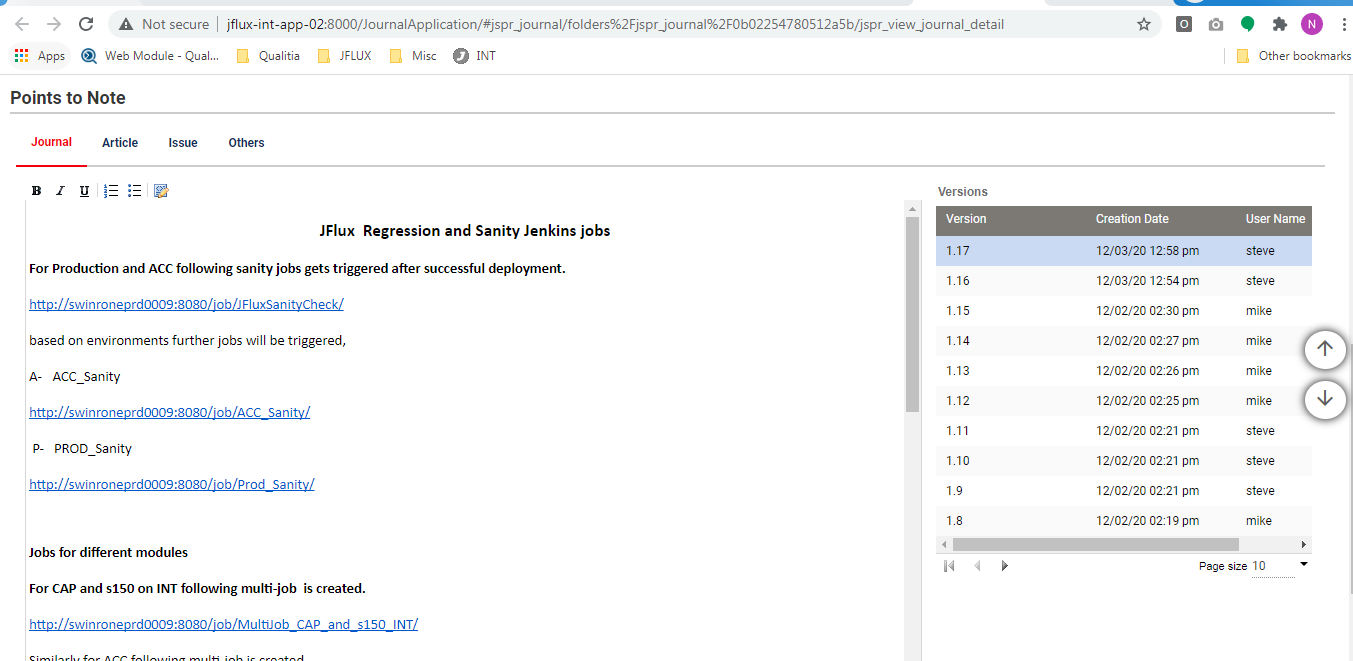 Not secure | jflux-int-app-02:8000/JournalApplication/#jspr_journal/folders%2Fjspr_journal%2F0b02254780512a5b/jspr_view_journal_detail
O
N
Apps Web Module - Qual... Qualitia JFLUX Misc INT Other bookmarks
Points to Note
Journal Article Issue Others
B I U
JFlux Regression and Sanity Jenkins jobs
For Production and ACC following sanity jobs gets triggered after successful deployment.
http://swinroneprd0009:8080/job/JFluxSanityCheck/
based on environments further jobs will be triggered,
A- ACC_Sanity
http://swinroneprd0009:8080/job/ACC_Sanity/
P- PROD_Sanity
http://swinroneprd0009:8080/job/Prod_Sanity/
Jobs for different modules
For CAP and s150 on INT following multi-job is created.
http://swinroneprd0009:8080/job/MultiJob_CAP_and_s150_INT/
Similarly for ACC following multi-job is created
Versions
Version Creation Date User Name
1.17 12/03/20 12:58 pm steve
1.16 12/03/20 12:54 pm steve
1.15 12/02/20 02:30 pm mike
1.14 12/02/20 02:27 pm mike
1.13 12/02/20 02:26 pm mike
1.12 12/02/20 02:25 pm mike
1.11 12/02/20 02:21 pm steve
1.10 12/02/20 02:21 pm steve
1.9 12/02/20 02:21 pm steve
1.8 12/02/20 02:19 pm mike
Page size 10